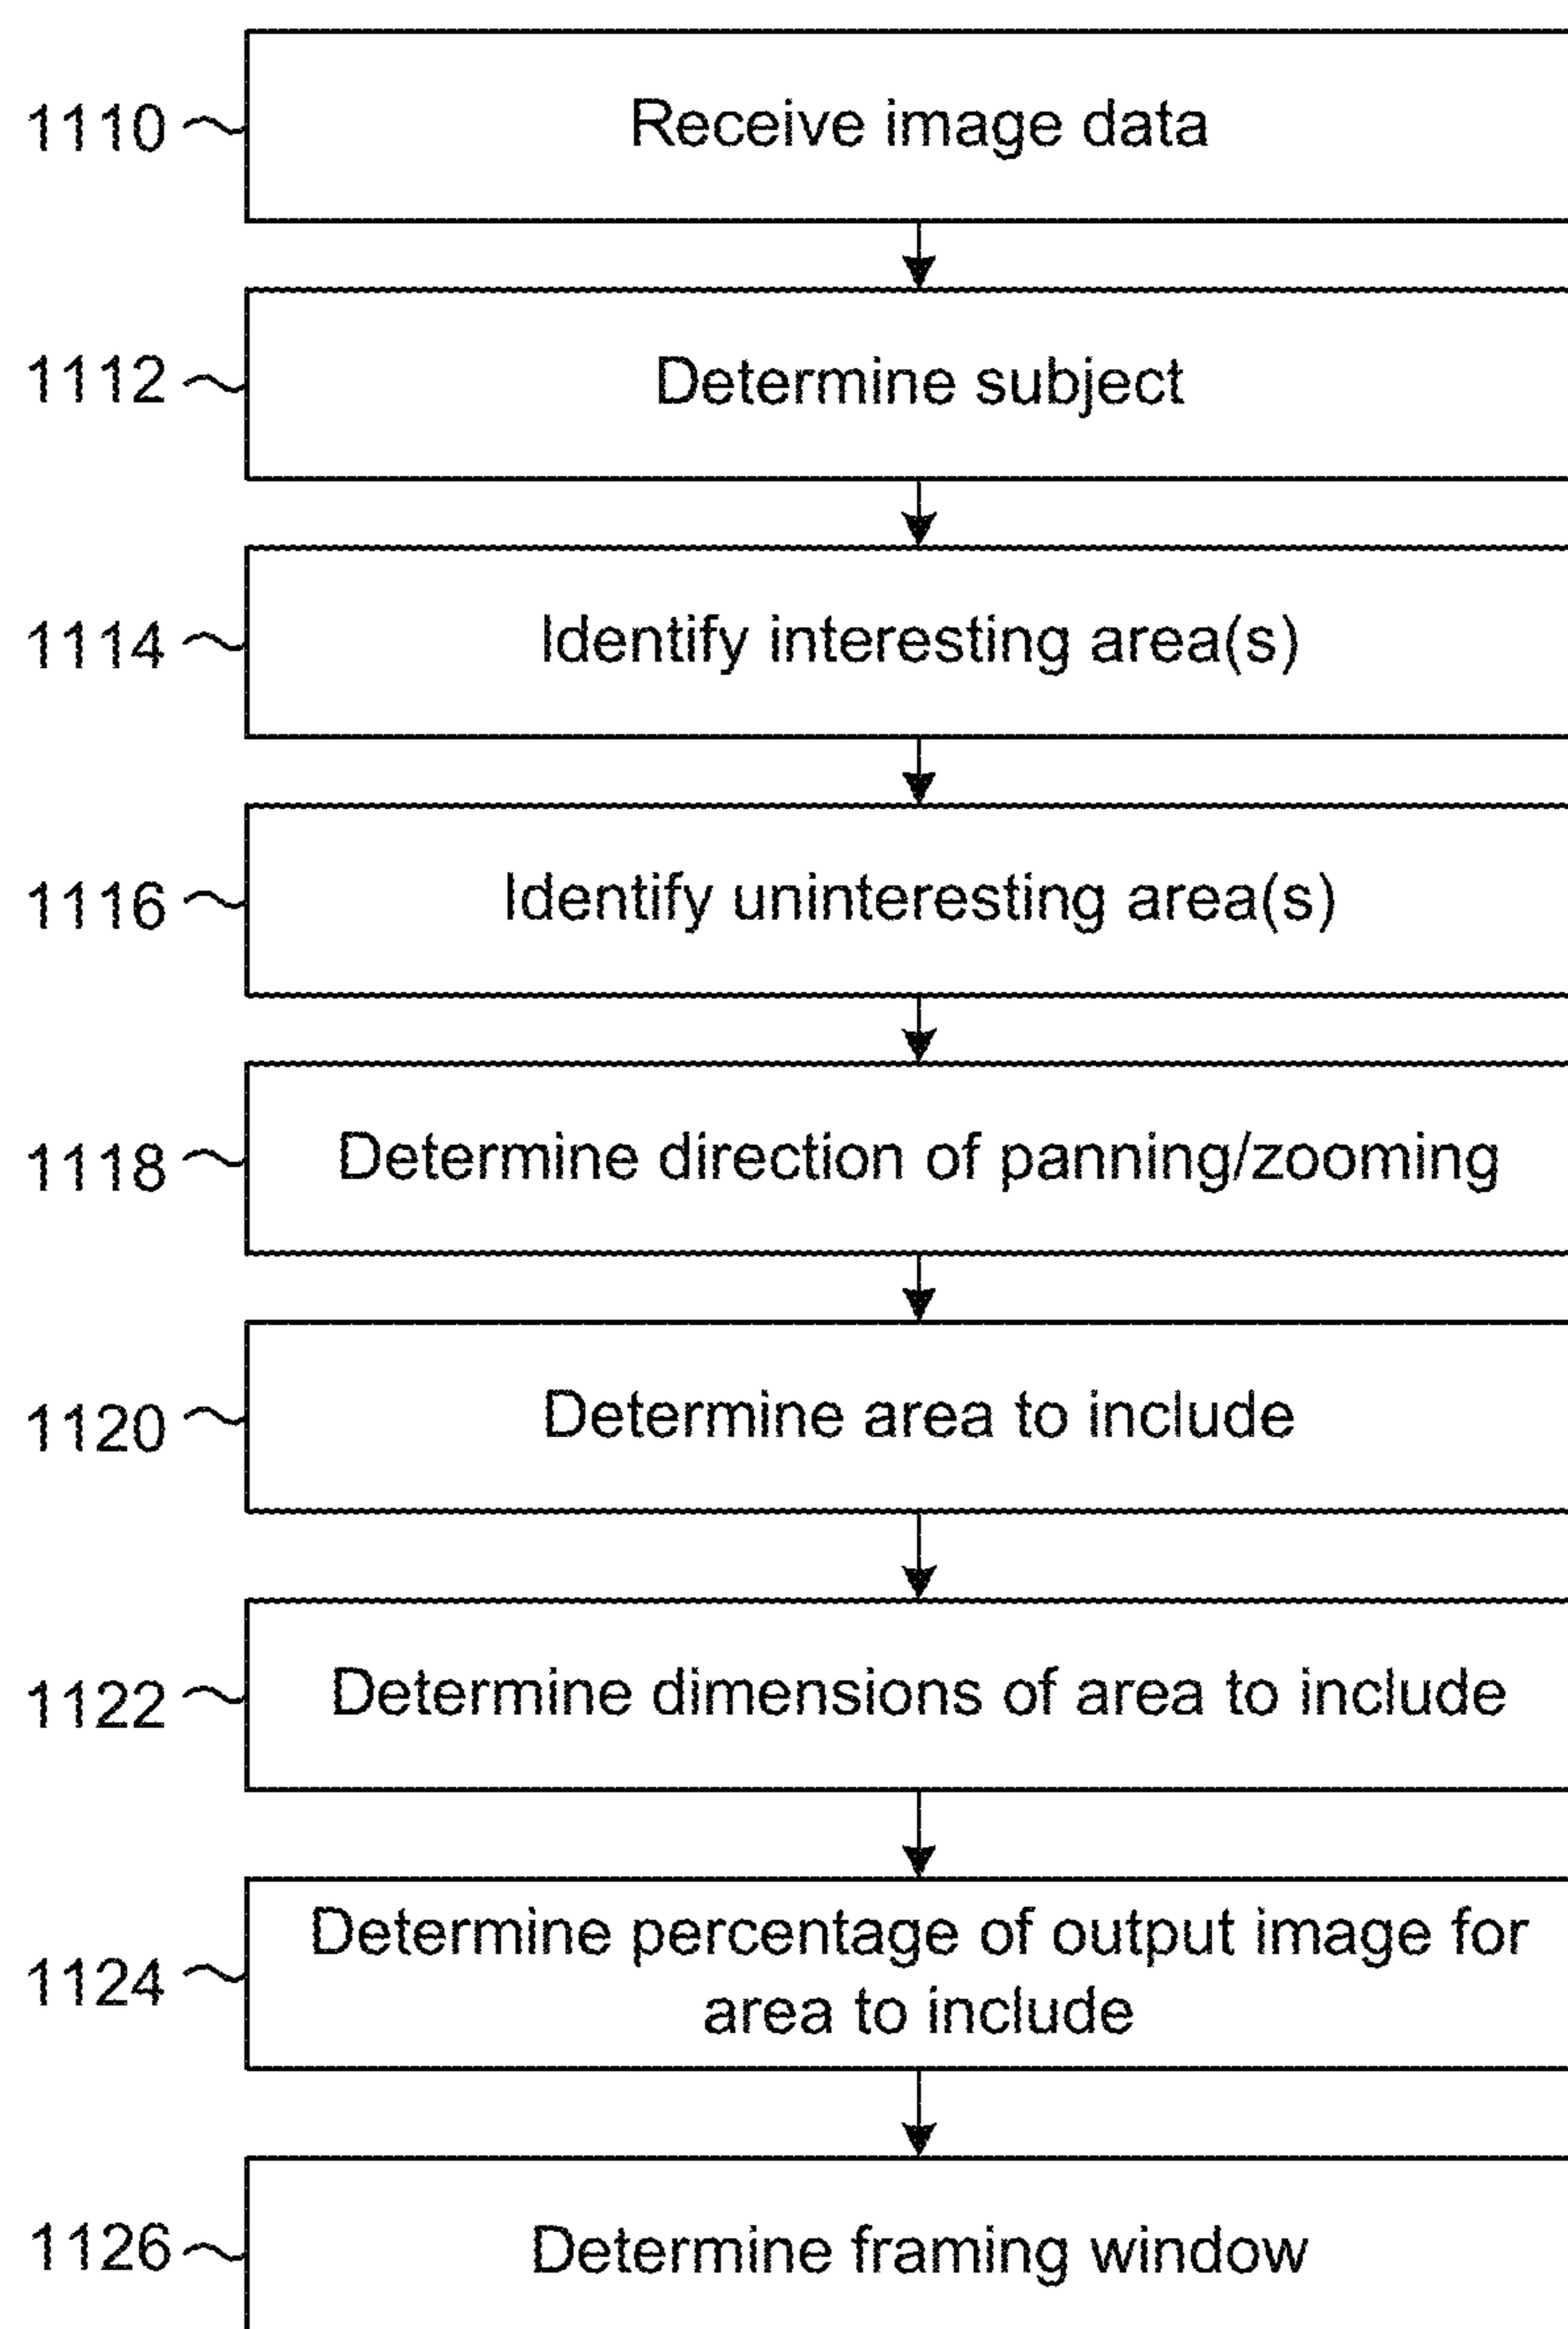 1110 Receive image data
1112 Determine subject
1114 Identify interesting area(s)
1116 Identify uninteresting area(s)
1118 Determine direction of panning/zooming
1120 Determine area to include
1122 Determine dimensions of area to include
1124 Determine percentage of output image for
area to include
1126 Determine framing window